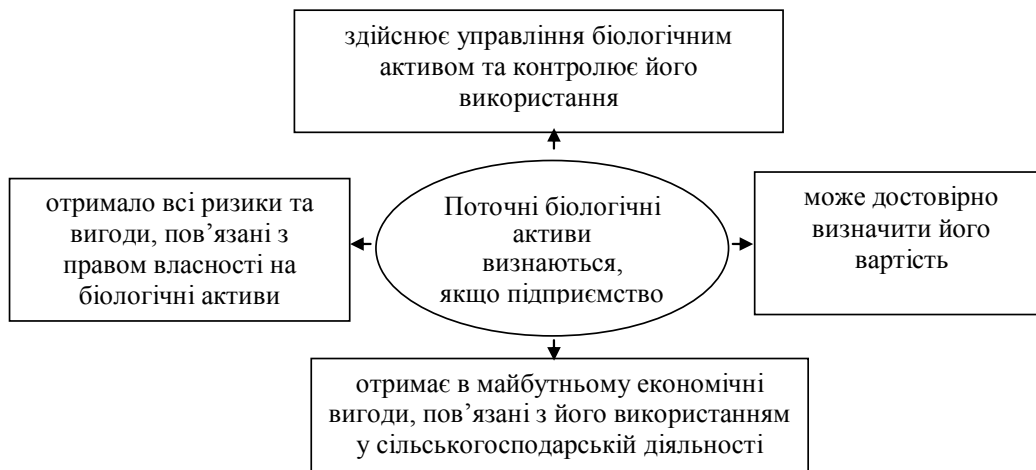 здійснює управління біологічним
активом та контролює його
використання
отримало всі ризики та
вигоди, пов’язані з
правом власності на
біологічні активи
Поточні біологічні
активи
визнаються,
якщо підприємство
може достовірно
визначити його
вартість
отримає в майбутньому економічні
вигоди, пов’язані з його використанням
у сільськогосподарській діяльності